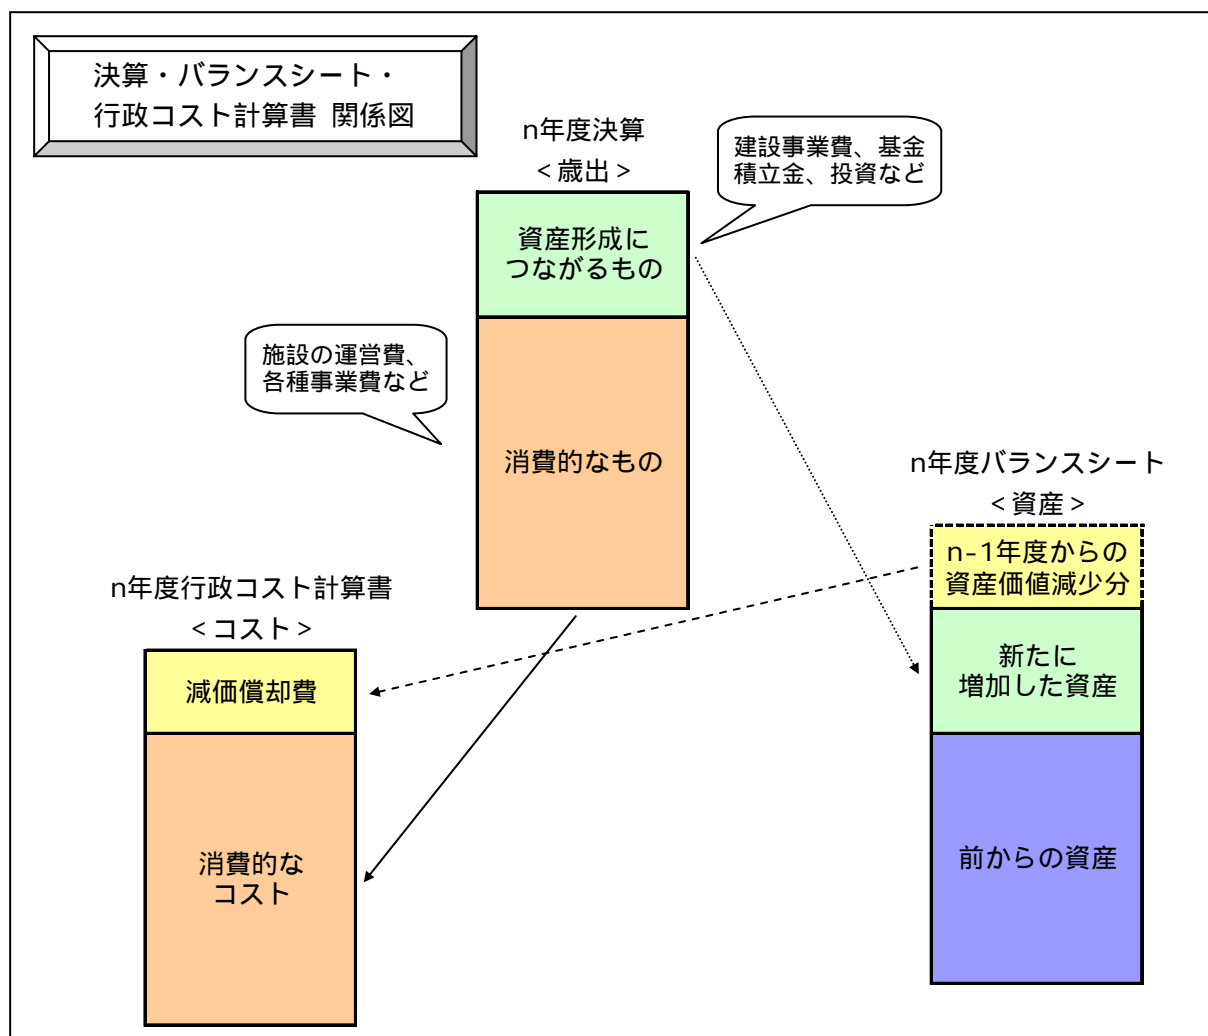 決算・バランスシート・
行政コスト計算書 関係図
n年度決算
＜歳出＞
建設事業費、基金
積立金、投資など
資産形成に
つながるもの
施設の運営費、
各種事業費など
消費的なもの
n年度バランスシート
＜資産＞
n-1年度からの
資産価値減少分
新たに
増加した資産
前からの資産
n年度行政コスト計算書
＜コスト＞
減価償却費
消費的な
コスト